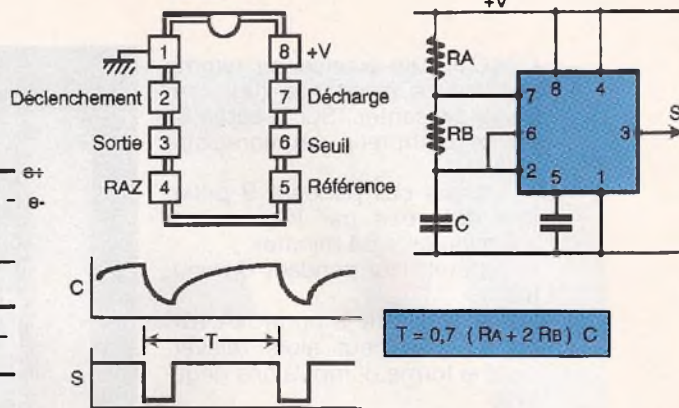 1
8
+V
Déclenchement
2
7
Décharge
Sortie
3
6
Seuil
RAZ
4
5
Référence
e+
e-
C
T
S
+V
RA
RB
C
7
8
4
6
2
3
S
5
1
T = 0,7 (RA + 2 RB) C